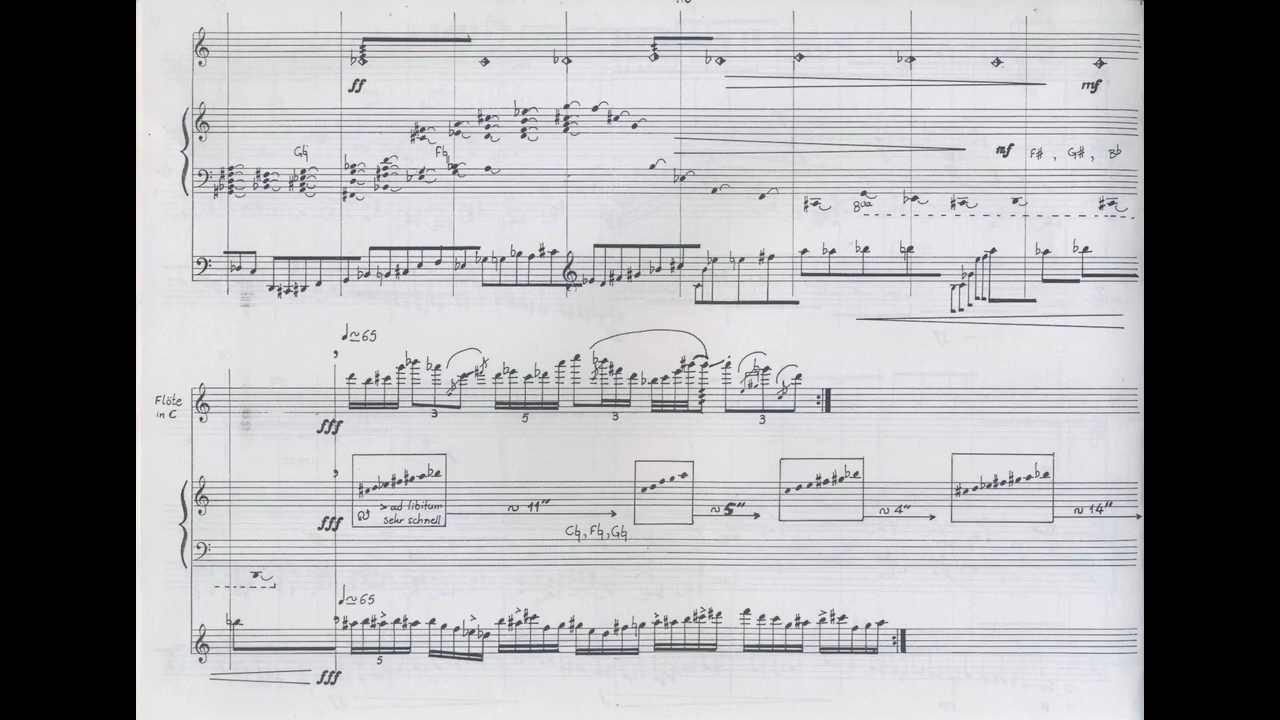 ff
mf
G♮
F♮
mf F# , G# , B♭
8va
≈65
Flöte
in C
fff
3
5
3
3
fff
> ad libitum
sehr schnell
~ 11"
~ 5"
~ 4"
~ 14"
C♮, F♮, G♮
≈65
5
fff